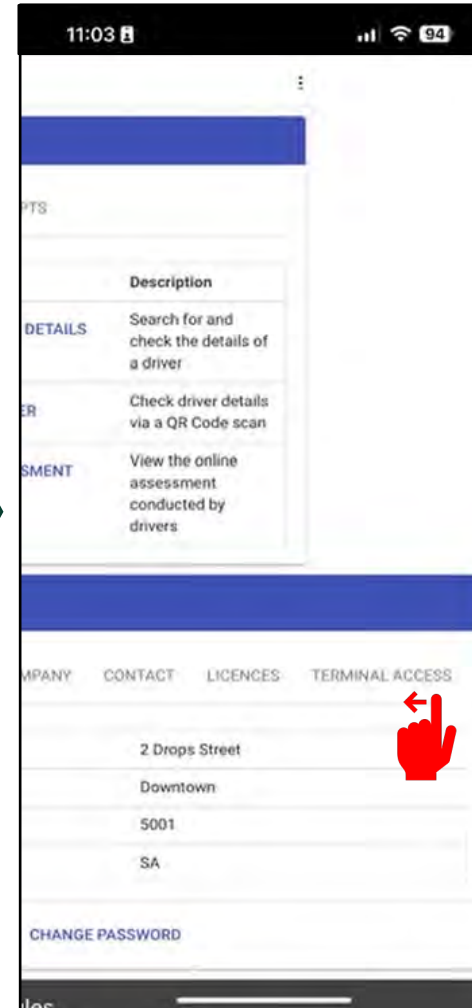 11:03
94
PTS
Description
DETAILS
Search for and
check the details of
a driver
ER
Check driver details
via a QR Code scan
SMENT
View the online
assessment
conducted by
drivers
MPANY CONTACT LICENCES TERMINAL ACCESS
2 Drops Street
Downtown
5001
SA
CHANGE PASSWORD